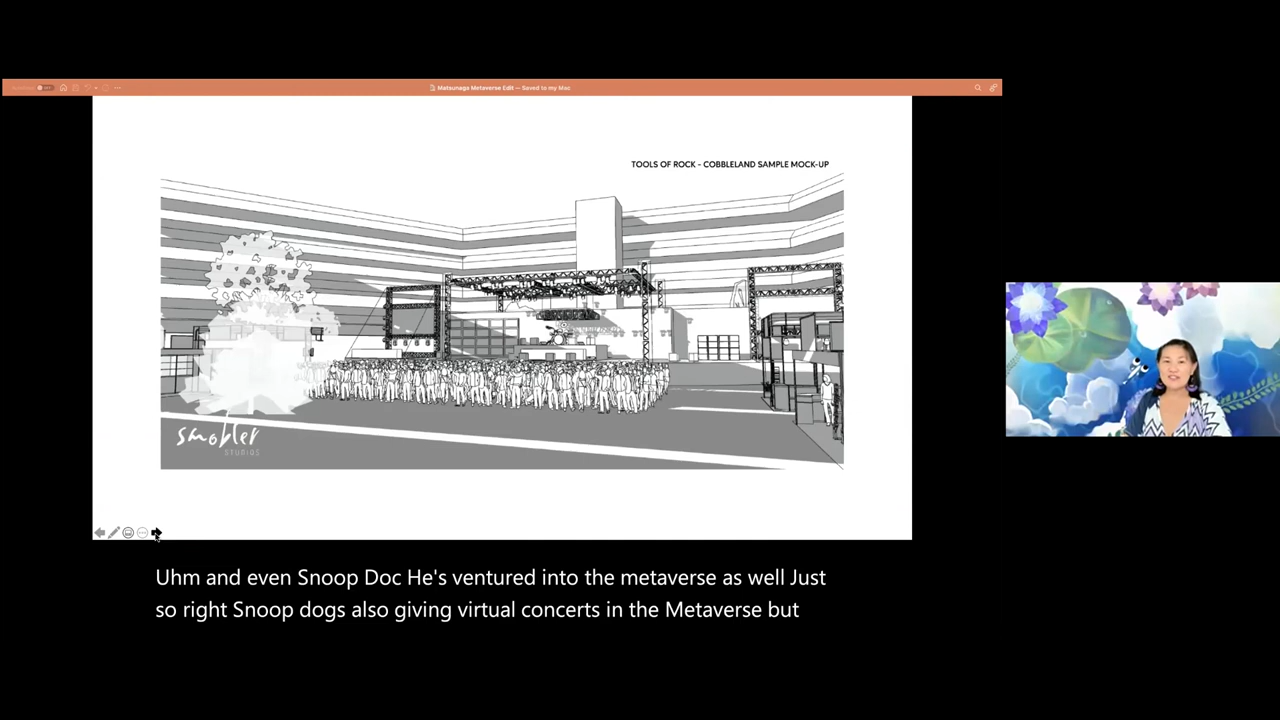 Matsunaga Metaverse Edit — Saved to my Mac
TOOLS OF ROCK - COBBLELAND SAMPLE MOCK-UP
smobler
STUDIOS
Uhm and even Snoop Doc He's ventured into the metaverse as well Just
so right Snoop dogs also giving virtual concerts in the Metaverse but